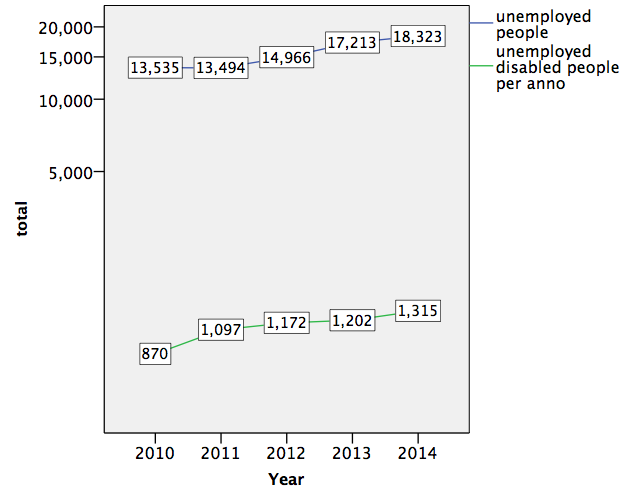 20,000
15,000
10,000
5,000
total
13,535
13,494
14,966
17,213
18,323
870
1,097
1,172
1,202
1,315
2010 2011 2012 2013 2014
Year
unemployed
people
unemployed
disabled people
per anno